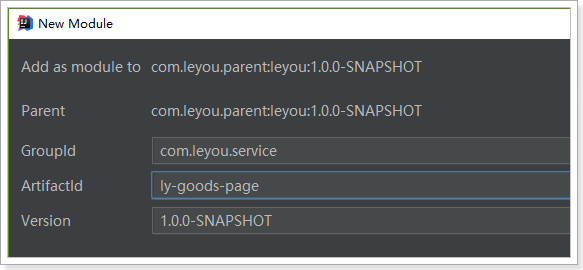 New Module
Add as module to com.leyou.parent:leyou:1.0.0-SNAPSHOT
Parent com.leyou.parent:leyou:1.0.0-SNAPSHOT
GroupId com.leyou.service
ArtifactId ly-goods-page
Version 1.0.0-SNAPSHOT